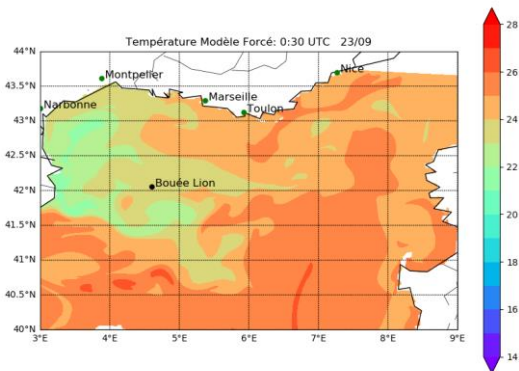 Température Modèle Forcé: 0:30 UTC 23/09
44°N
43.5°N
43°N
42.5°N
42°N
41.5°N
41°N
40.5°N
40°N
3°E
4°E
5°E
6°E
7°E
8°E
9°E
Montpelier
Nice
Narbonne
Marseille
Toulon
Bouée Lion
28
26
24
22
20
18
16
14